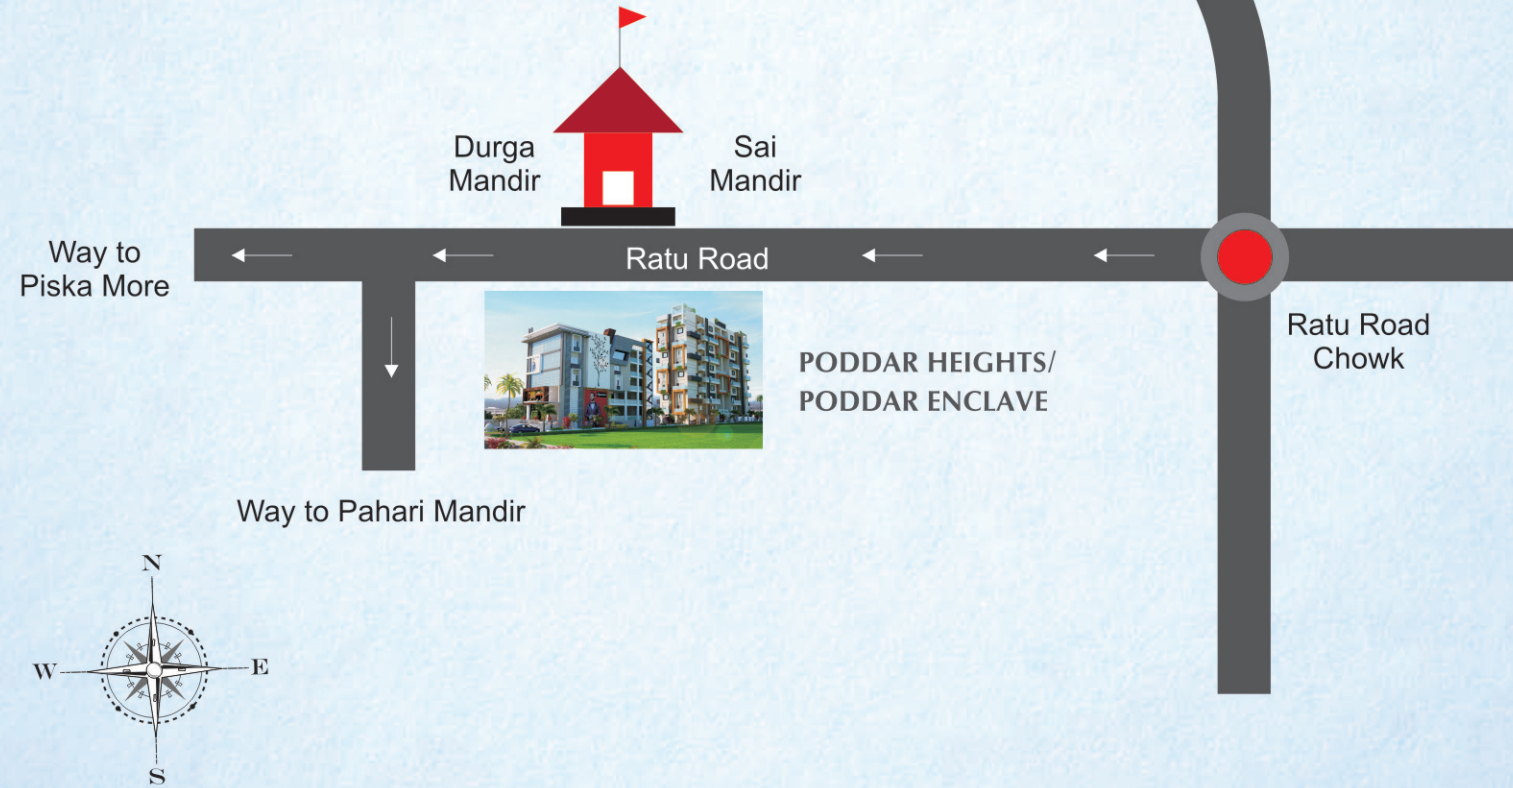 Durga
Mandir
Sai
Mandir
Way to
Piska More
Ratu Road
Ratu Road
Chowk
PODDAR HEIGHTS/
PODDAR ENCLAVE
Way to Pahari Mandir
N
W
E
S